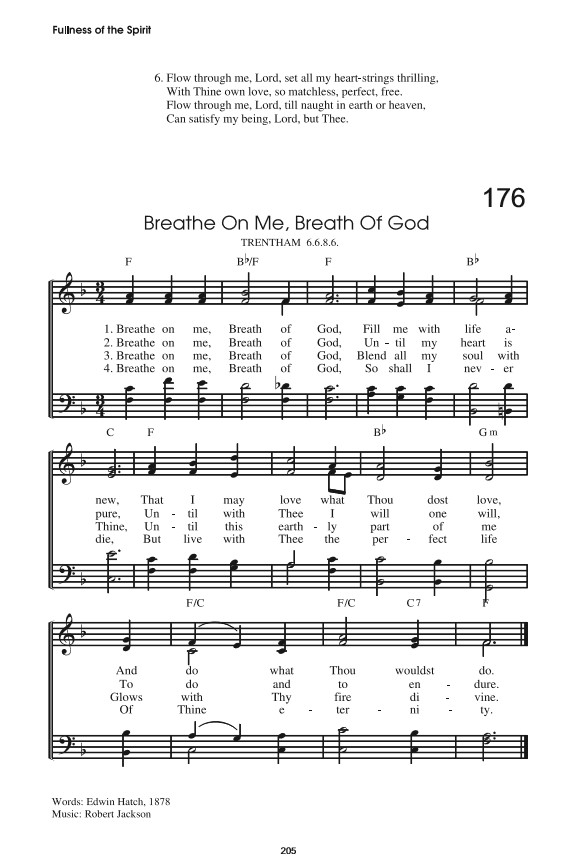 Fullness of the Spirit
6. Flow through me, Lord, set all my heart-strings thrilling,
With Thine own love, so matchless, perfect, free.
Flow through me, Lord, till naught in earth or heaven,
Can satisfy my being, Lord, but Thee.
176
Breathe On Me, Breath Of God
TRENTHAM 6.6.8.6.
F B♭/F F B♭
1. Breathe on me, Breath of God, Fill me with life a-
2. Breathe on me, Breath of God, Un - til my heart is
3. Breathe on me, Breath of God, Blend all my soul with
4. Breathe on me, Breath of God, So shall I nev - er
C F B♭ Gm
new, That I may love what Thou dost love,
pure, Un - til with Thee I will one will,
Thine, Un - til this earth - ly part of me
die, But live with Thee the per - fect life
F/C F/C C7 F
And do what Thou wouldst do.
To do and to en - dure.
Glows with Thy fire di - vine.
Of Thine e - ter - ni - ty.
Words: Edwin Hatch, 1878
Music: Robert Jackson
205